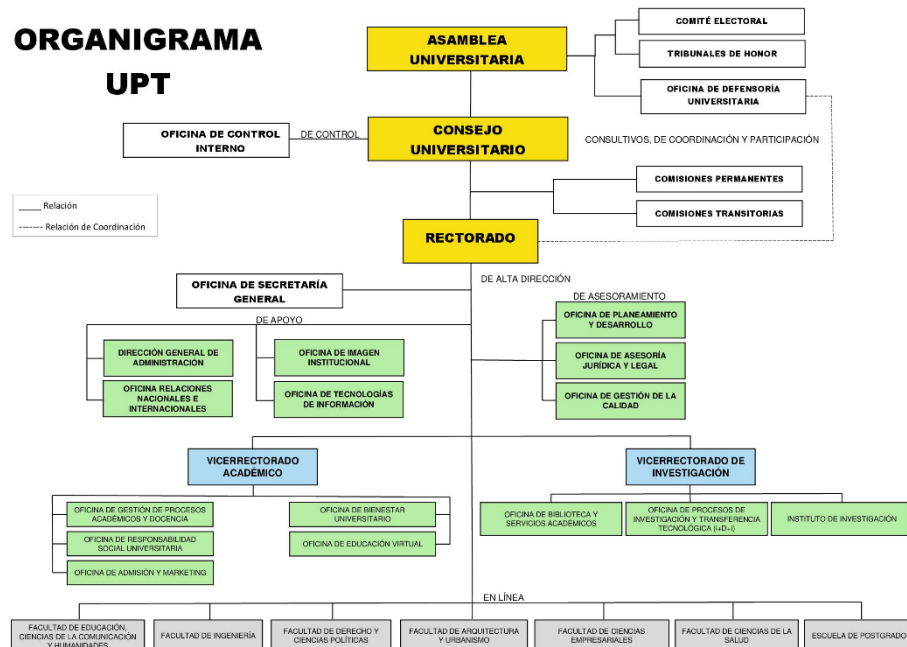 ORGANIGRAMA
UPT
ASAMBLEA
UNIVERSITARIA
COMITÉ ELECTORAL
TRIBUNALES DE HONOR
OFICINA DE DEFENSORÍA
UNIVERSITARIA
OFICINA DE CONTROL
INTERNO
DE CONTROL
CONSEJO
UNIVERSITARIO
CONSULTIVOS, DE COORDINACIÓN Y PARTICIPACIÓN
COMISIONES PERMANENTES
COMISIONES TRANSITORIAS
Relación
Relación de Coordinación
RECTORADO
DE ALTA DIRECCIÓN
OFICINA DE SECRETARÍA
GENERAL
DE ASESORAMIENTO
DE APOYO
OFICINA DE PLANEAMIENTO
Y DESARROLLO
DIRECCIÓN GENERAL DE
ADMINISTRACIÓN
OFICINA DE IMAGEN
INSTITUCIONAL
OFICINA DE ASESORÍA
JURÍDICA Y LEGAL
OFICINA RELACIONES
NACIONALES E
INTERNACIONALES
OFICINA DE TECNOLOGÍAS
DE INFORMACIÓN
OFICINA DE GESTIÓN DE LA
CALIDAD
VICERRECTORADO
ACADÉMICO
VICERRECTORADO DE
INVESTIGACIÓN
OFICINA DE GESTIÓN DE PROCESOS
ACADÉMICOS Y DOCENCIA
OFICINA DE BIENESTAR
UNIVERSITARIO
OFICINA DE BIBLIOTECA Y
SERVICIOS ACADÉMICOS
OFICINA DE PROCESOS DE
INVESTIGACIÓN Y TRANSFERENCIA
TECNOLÓGICA (i+D+i)
INSTITUTO DE INVESTIGACIÓN
OFICINA DE RESPONSABILIDAD
SOCIAL UNIVERSITARIA
OFICINA DE EDUCACIÓN VIRTUAL
OFICINA DE ADMISIÓN Y MARKETING
EN LÍNEA
FACULTAD DE EDUCACIÓN,
CIENCIAS DE LA COMUNICACIÓN
Y HUMANIDADES
FACULTAD DE INGENIERÍA
FACULTAD DE DERECHO Y
CIENCIAS POLÍTICAS
FACULTAD DE ARQUITECTURA Y
URBANISMO
FACULTAD DE CIENCIAS
EMPRESARIALES
FACULTAD DE CIENCIAS DE LA
SALUD
ESCUELA DE POSTGRADO